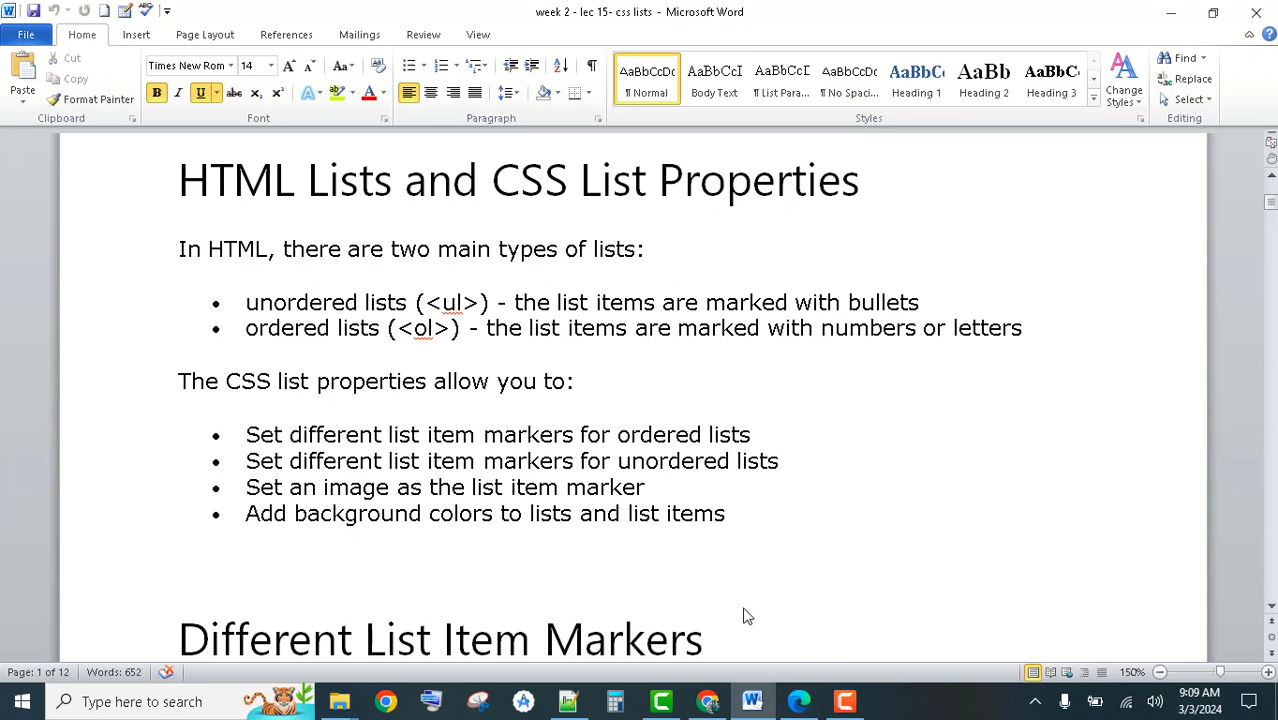 week 2 - lec 15- css lists - Microsoft Word
File Home Insert Page Layout References Mailings Review View
Paste
Cut
Copy
Format Painter
Clipboard
Times New Rom 14
B I U abc x₂ x²
Font
Paragraph
AaBbCcDc AaBbCcI AaBbCcI AaBbCcDc AaBbC AaBb AaBbC
¶ Normal Body Text ¶ List Para... ¶ No Spaci... Heading 1 Heading 2 Heading 3
Styles
Change
Styles
Find
Replace
Select
Editing
HTML Lists and CSS List Properties
In HTML, there are two main types of lists:
• unordered lists (<ul>) - the list items are marked with bullets
• ordered lists (<ol>) - the list items are marked with numbers or letters
The CSS list properties allow you to:
• Set different list item markers for ordered lists
• Set different list item markers for unordered lists
• Set an image as the list item marker
• Add background colors to lists and list items
Different List Item Markers
Page: 1 of 12 Words: 652 150%
Type here to search
9:09 AM
3/3/2024